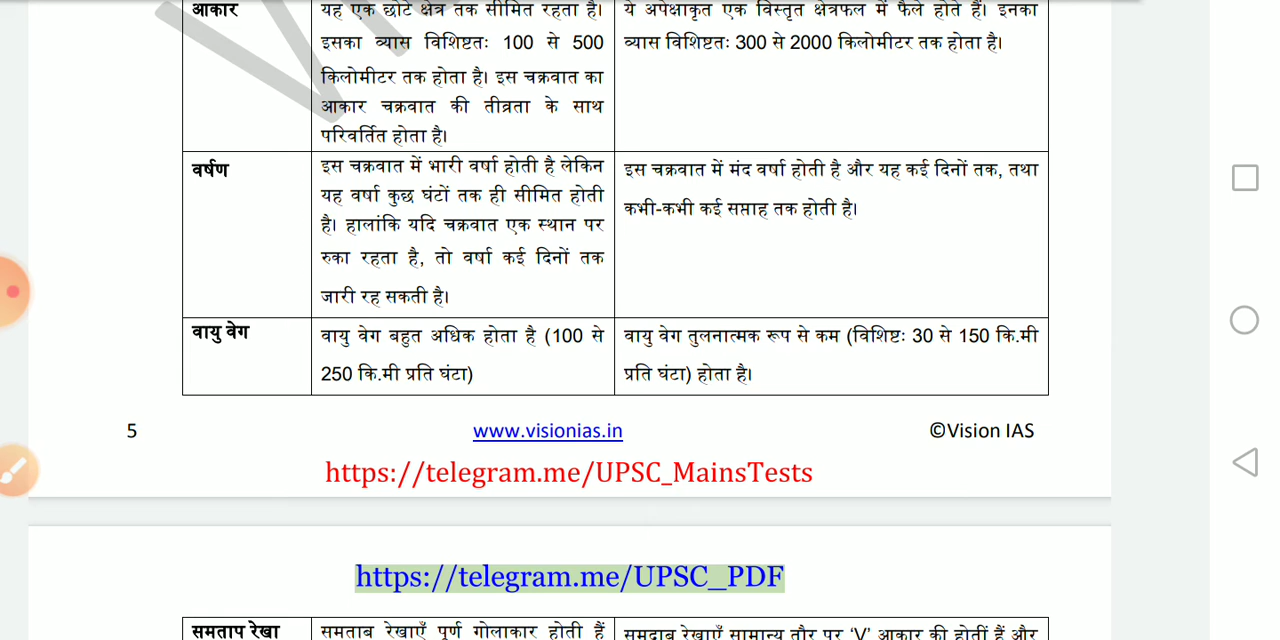 आकार
यह एक छोटे क्षेत्र तक सीमित रहता है।
इसका व्यास विशिष्टतः 100 से 500
किलोमीटर तक होता है। इस चक्रवात का
आकार चक्रवात की तीव्रता के साथ
परिवर्तित होता है।
ये अपेक्षाकृत एक विस्तृत क्षेत्रफल में फैले होते हैं। इनका
व्यास विशिष्टतः 300 से 2000 किलोमीटर तक होता है।
वर्षण
इस चक्रवात में भारी वर्षा होती है लेकिन
यह वर्षा कुछ घंटों तक ही सीमित होती
है। हालांकि यदि चक्रवात एक स्थान पर
रुका रहता है, तो वर्षा कई दिनों तक
जारी रह सकती है।
इस चक्रवात में मंद वर्षा होती है और यह कई दिनों तक, तथा
कभी-कभी कई सप्ताह तक होती है।
वायु वेग
वायु वेग बहुत अधिक होता है (100 से
250 कि.मी प्रति घंटा)
वायु वेग तुलनात्मक रूप से कम (विशिष्टः 30 से 150 कि.मी
प्रति घंटा) होता है।
5
www.visionias.in
©Vision IAS
https://telegram.me/UPSC_MainsTests
https://telegram.me/UPSC_PDF
समताप रेखा
समताब रेखाएँ पूर्ण गोलाकार होती हैं
समदाब रेखाएँ सामान्य तौर पर 'V' आकार की होतीं हैं और